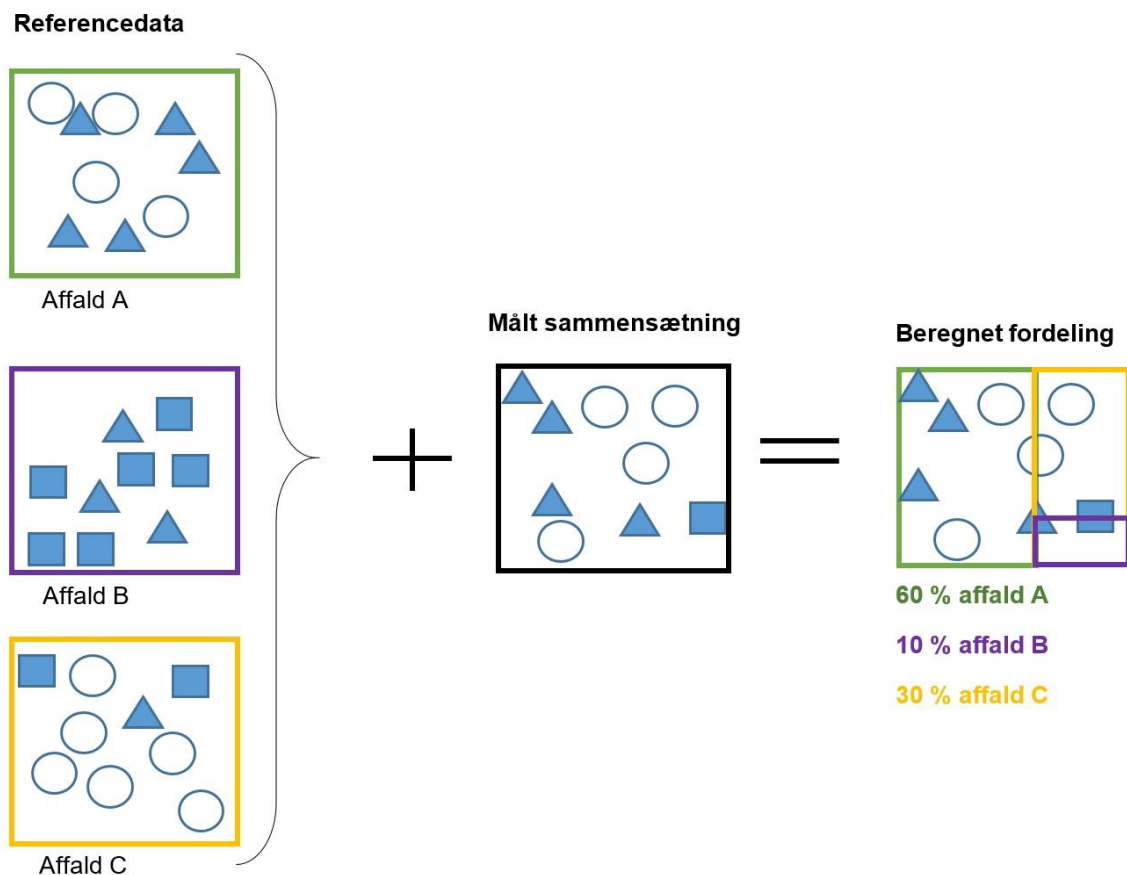 Referencedata
Affald A
Affald B
Affald C
Målt sammensætning
Beregnet fordeling
60 % affald A
10 % affald B
30 % affald C